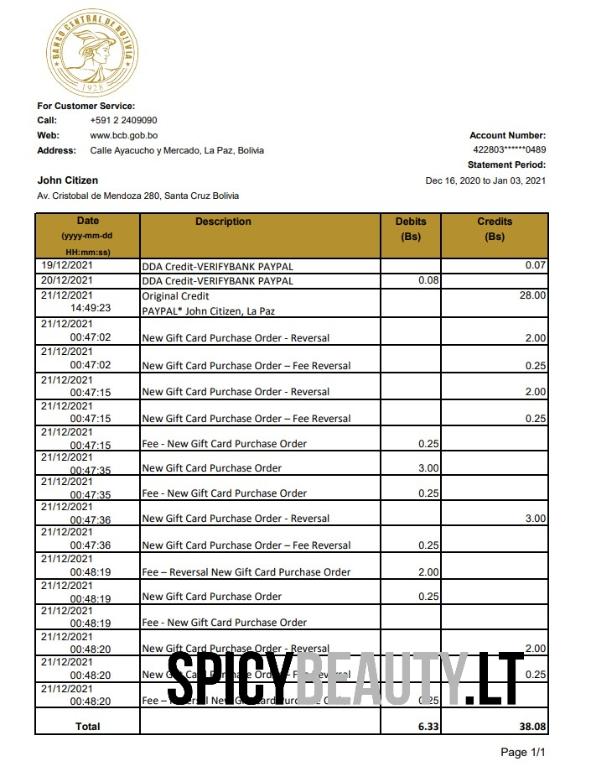 BANCO CENTRAL DE BOLIVIA
1928
For Customer Service:
Call: +591 2 2409090
Web: www.bcb.gob.bo
Address: Calle Ayacucho y Mercado, La Paz, Bolivia
Account Number:
422803******0489
Statement Period:
Dec 16, 2020 to Jan 03, 2021
John Citizen
Av. Cristobal de Mendoza 280, Santa Cruz Bolivia
Date Description Debits Credits
(yyyy-mm-dd (Bs) (Bs)
HH:mm:ss)
19/12/2021 DDA Credit-VERIFYBANK PAYPAL 0.07
20/12/2021 DDA Credit-VERIFYBANK PAYPAL 0.08
21/12/2021 Original Credit 28.00
14:49:23 PAYPAL* John Citizen, La Paz
21/12/2021
00:47:02 New Gift Card Purchase Order - Reversal 2.00
21/12/2021
00:47:02 New Gift Card Purchase Order – Fee Reversal 0.25
21/12/2021
00:47:15 New Gift Card Purchase Order - Reversal 2.00
21/12/2021
00:47:15 New Gift Card Purchase Order – Fee Reversal 0.25
21/12/2021
00:47:15 Fee - New Gift Card Purchase Order 0.25
21/12/2021
00:47:35 New Gift Card Purchase Order 3.00
21/12/2021
00:47:35 Fee - New Gift Card Purchase Order 0.25
21/12/2021
00:47:36 New Gift Card Purchase Order - Reversal 3.00
21/12/2021
00:47:36 New Gift Card Purchase Order – Fee Reversal 0.25
21/12/2021
00:48:19 Fee – Reversal New Gift Card Purchase Order 2.00
21/12/2021
00:48:19 New Gift Card Purchase Order 0.25
21/12/2021
00:48:19 Fee - New Gift Card Purchase Order
21/12/2021
00:48:20 New Gift Card Purchase Order - Reversal 2.00
21/12/2021
00:48:20 New Gift Card Purchase Order – Fee Reversal 0.25
21/12/2021
00:48:20 Fee – Reversal New Gift Card Purchase Order 0.25
SPICYBEAUTY.LT
Total 6.33 38.08
Page 1/1